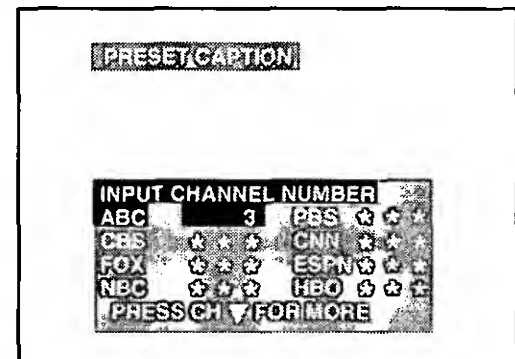 PRESET CAPTION
INPUT CHANNEL NUMBER
ABC 3 PBS ☆ ☆ ☆
CBS ☆ ☆ ☆ CNN ☆ ☆ ☆
FOX ☆ ☆ ☆ ESPN ☆ ☆ ☆
NBC ☆ ☆ ☆ HBO ☆ ☆ ☆
PRESS CH ▽ FOR MORE